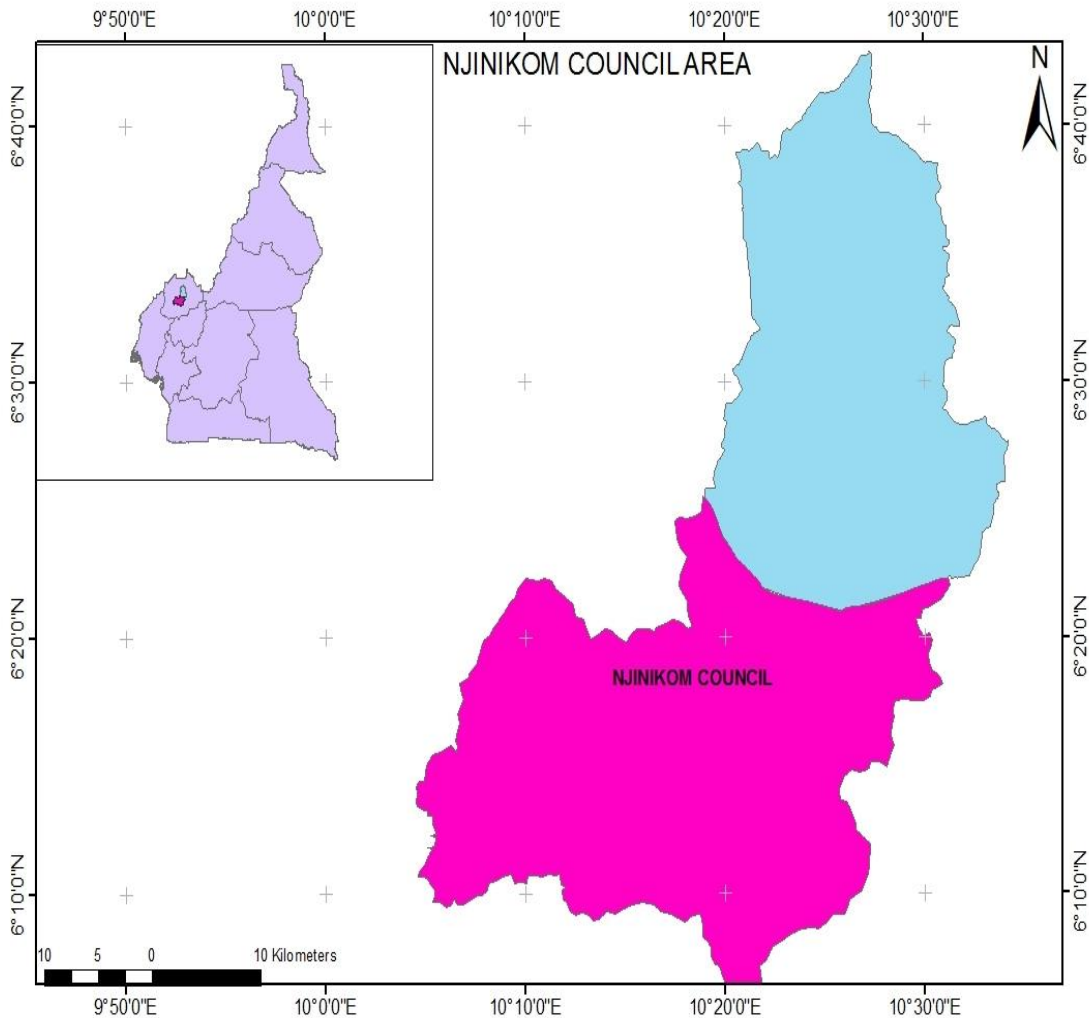 9°50'0"E 10°0'0"E 10°10'0"E 10°20'0"E 10°30'0"E
NJINIKOM COUNCIL AREA
N
6°40'0"N 6°40'0"N
6°30'0"N 6°30'0"N
6°20'0"N 6°20'0"N
NJINIKOM COUNCIL
6°10'0"N 6°10'0"N
10 5 0 10 Kilometers
9°50'0"E 10°0'0"E 10°10'0"E 10°20'0"E 10°30'0"E